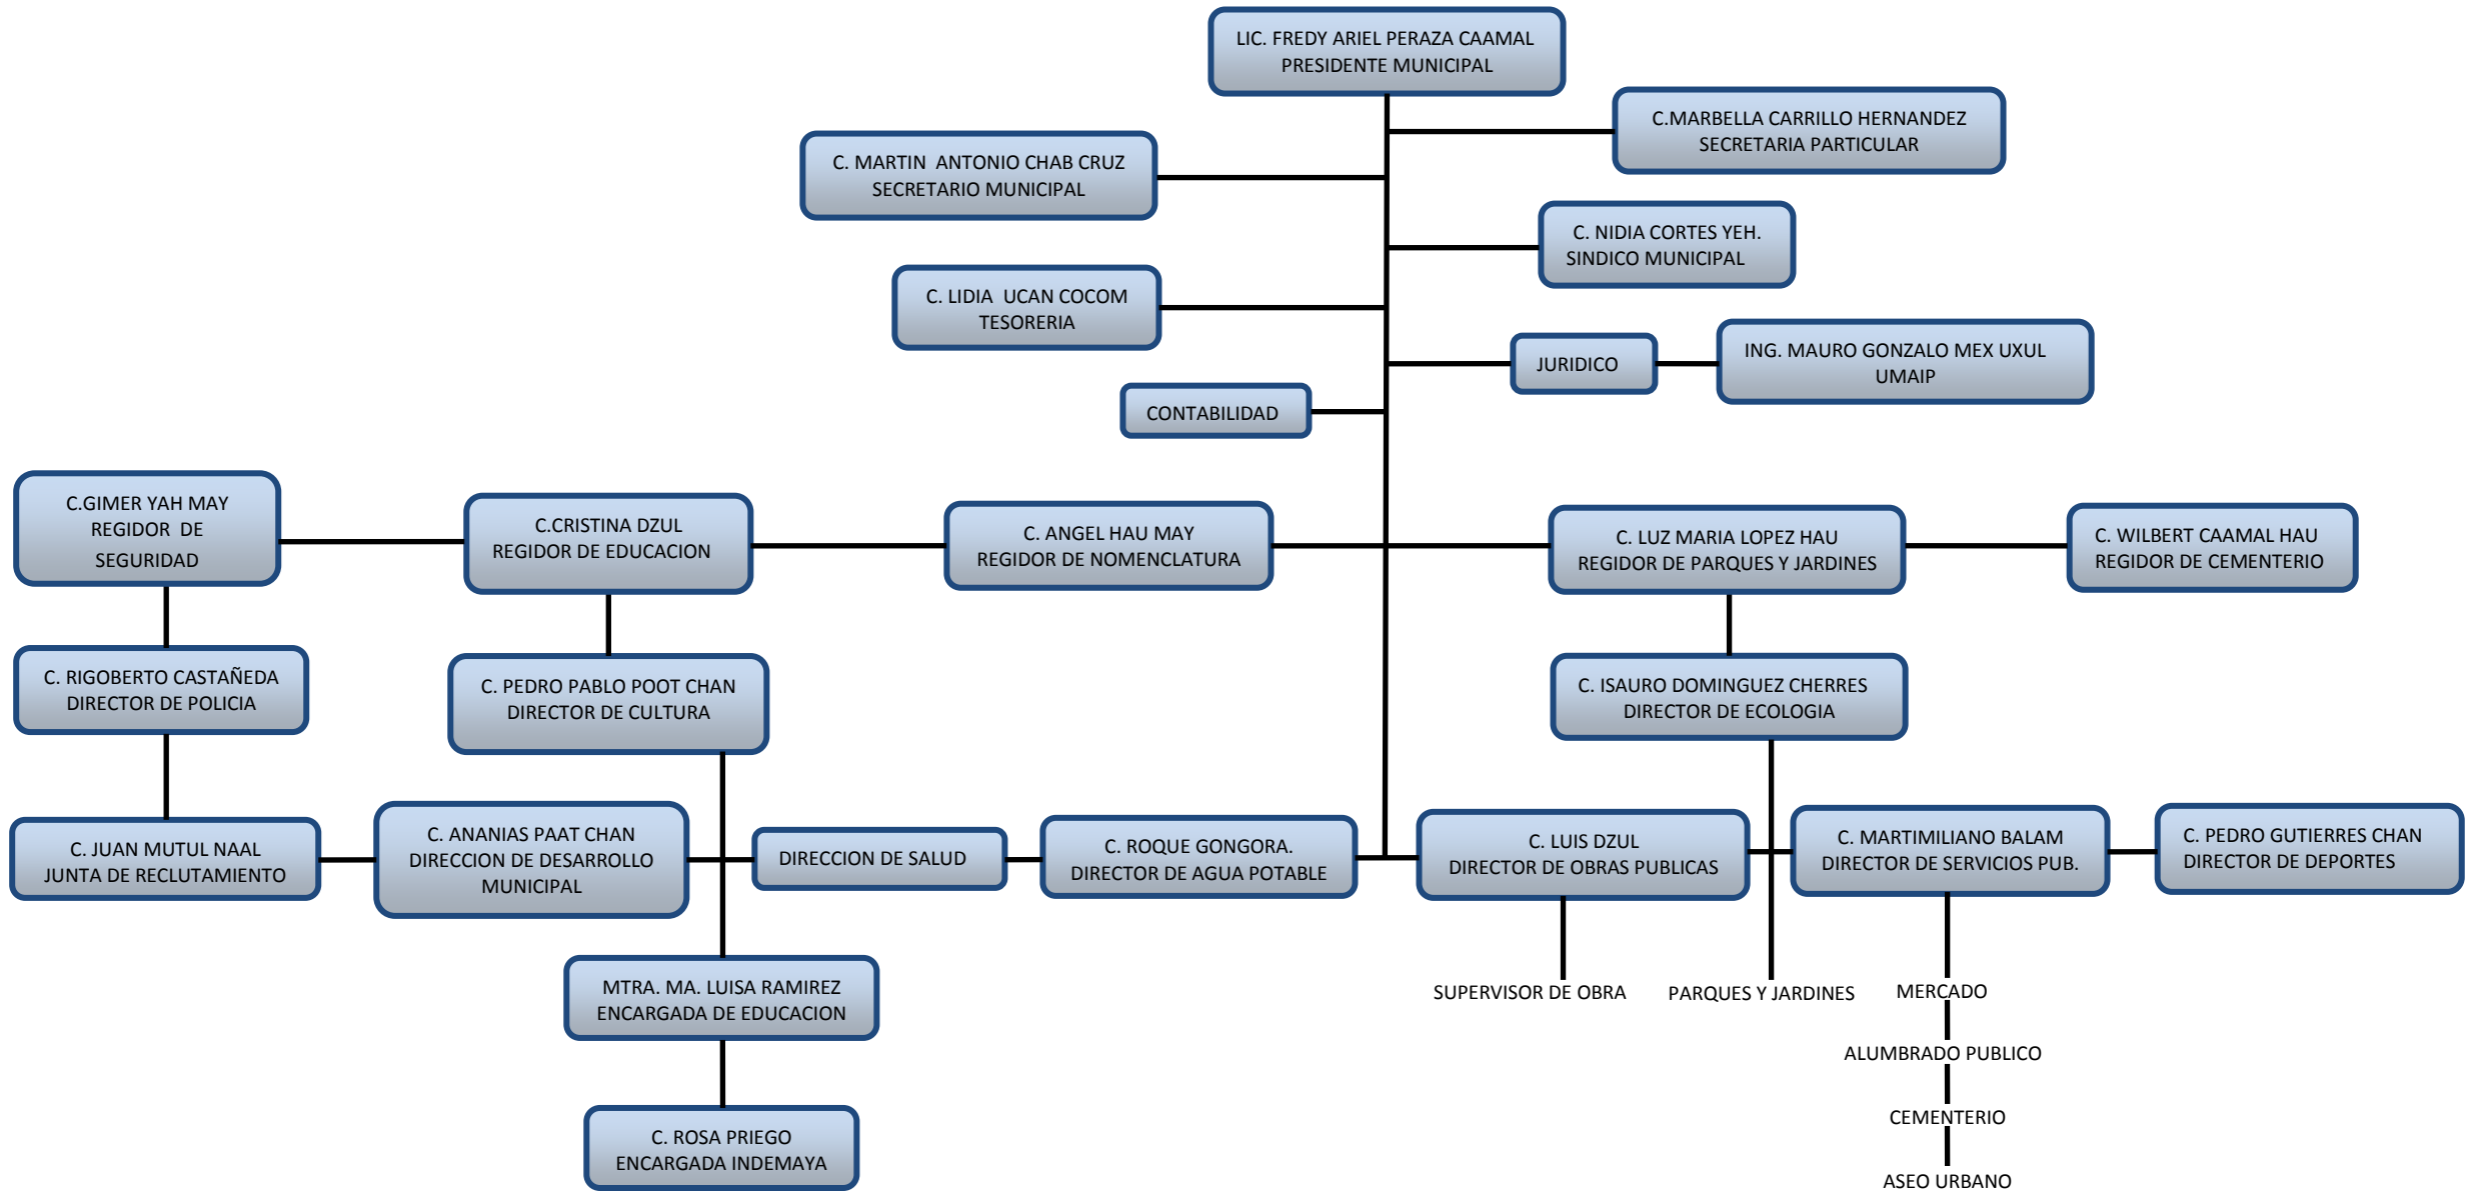 LIC. FREDY ARIEL PERAZA CAAMAL
PRESIDENTE MUNICIPAL
C.MARBELLA CARRILLO HERNANDEZ
SECRETARIA PARTICULAR
C. MARTIN ANTONIO CHAB CRUZ
SECRETARIO MUNICIPAL
C. NIDIA CORTES YEH.
SINDICO MUNICIPAL
C. LIDIA UCAN COCOM
TESORERIA
JURIDICO
ING. MAURO GONZALO MEX UXUL
UMAIP
CONTABILIDAD
C.GIMER YAH MAY
REGIDOR DE
SEGURIDAD
C.CRISTINA DZUL
REGIDOR DE EDUCACION
C. ANGEL HAU MAY
REGIDOR DE NOMENCLATURA
C. LUZ MARIA LOPEZ HAU
REGIDOR DE PARQUES Y JARDINES
C. WILBERT CAAMAL HAU
REGIDOR DE CEMENTERIO
C. RIGOBERTO CASTAÑEDA
DIRECTOR DE POLICIA
C. PEDRO PABLO POOT CHAN
DIRECTOR DE CULTURA
C. ISAURO DOMINGUEZ CHERRES
DIRECTOR DE ECOLOGIA
C. JUAN MUTUL NAAL
JUNTA DE RECLUTAMIENTO
C. ANANIAS PAAT CHAN
DIRECCION DE DESARROLLO
MUNICIPAL
DIRECCION DE SALUD
C. ROQUE GONGORA.
DIRECTOR DE AGUA POTABLE
C. LUIS DZUL
DIRECTOR DE OBRAS PUBLICAS
C. MARTIMILIANO BALAM
DIRECTOR DE SERVICIOS PUB.
C. PEDRO GUTIERRES CHAN
DIRECTOR DE DEPORTES
MTRA. MA. LUISA RAMIREZ
ENCARGADA DE EDUCACION
SUPERVISOR DE OBRA
PARQUES Y JARDINES
MERCADO
ALUMBRADO PUBLICO
CEMENTERIO
ASEO URBANO
C. ROSA PRIEGO
ENCARGADA INDEMAYA